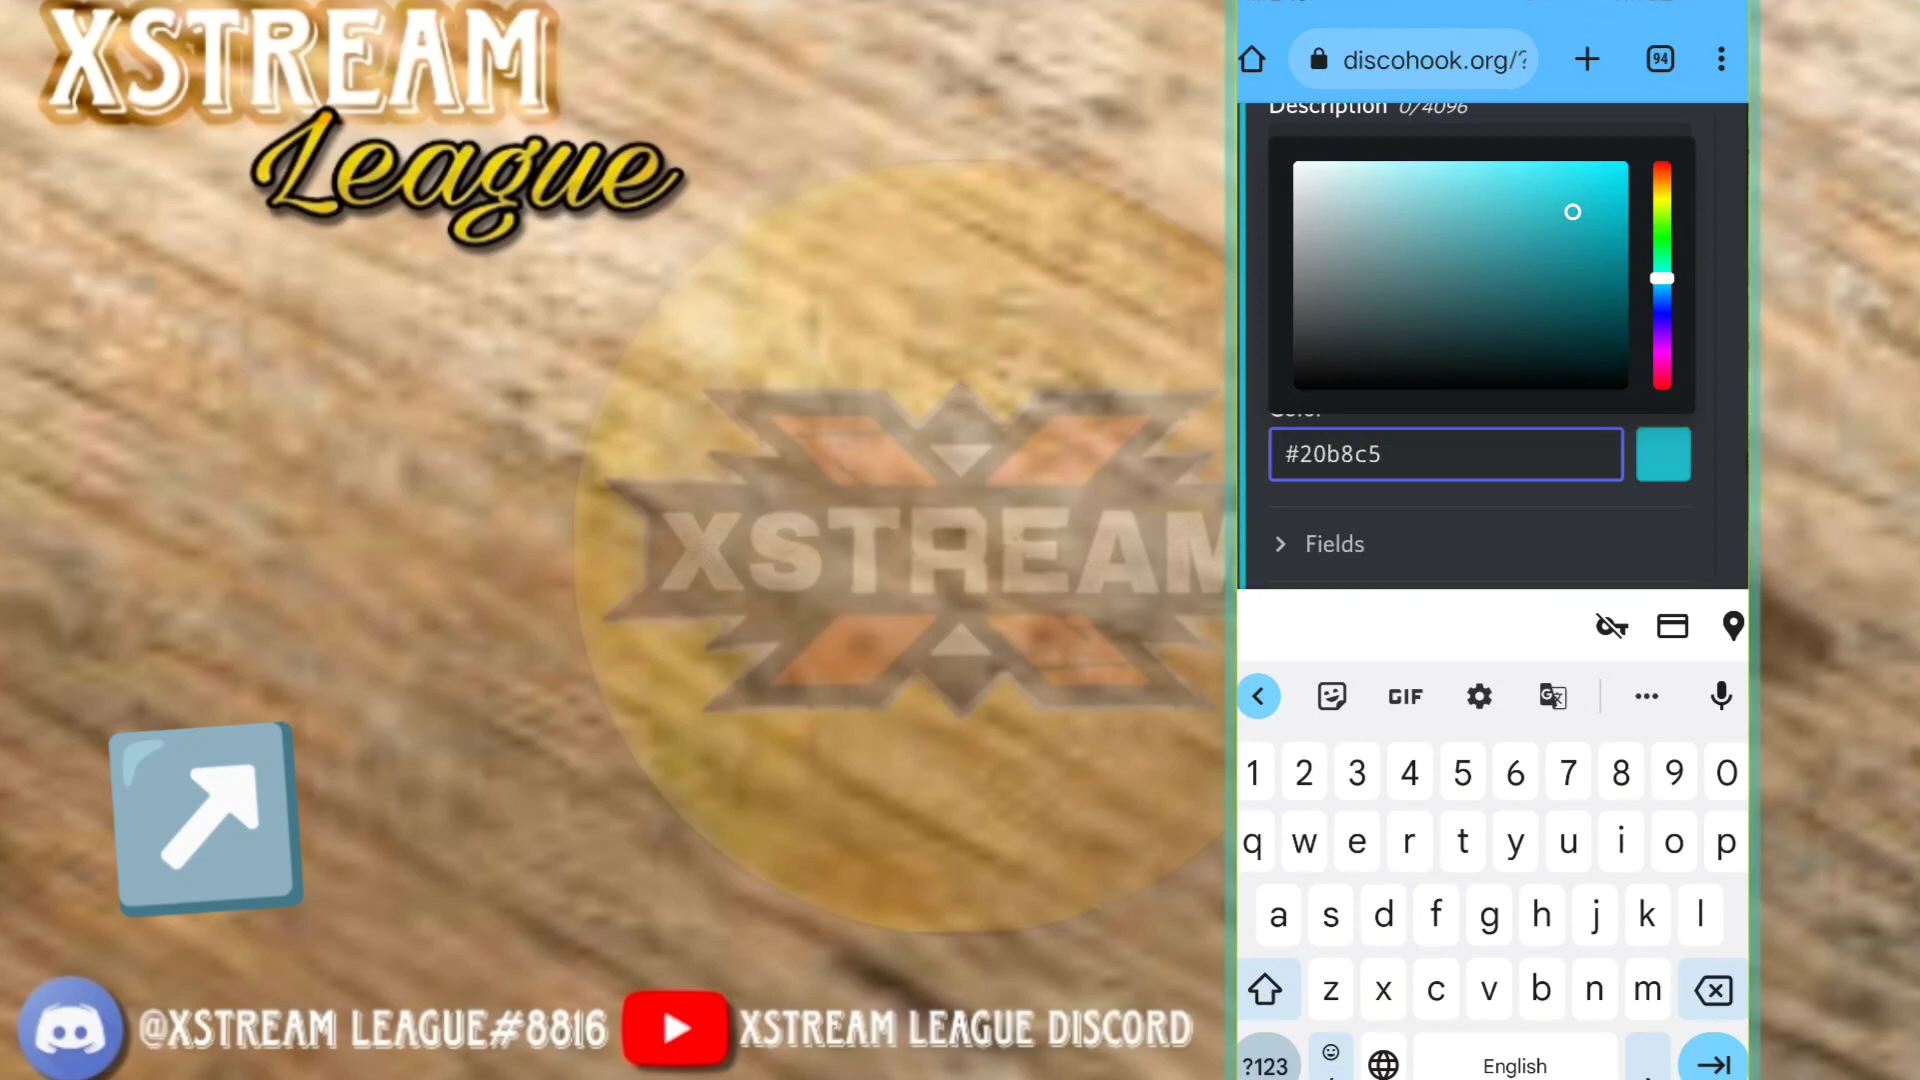 XSTREAM
League
XSTREAM
@XSTREAM LEAGUE#8816
XSTREAM LEAGUE DISCORD
discohook.org/?
94
Description 0/4096
Color
#20b8c5
Fields
GIF
1 2 3 4 5 6 7 8 9 0
q w e r t y u i o p
a s d f g h j k l
z x c v b n m
?123
English